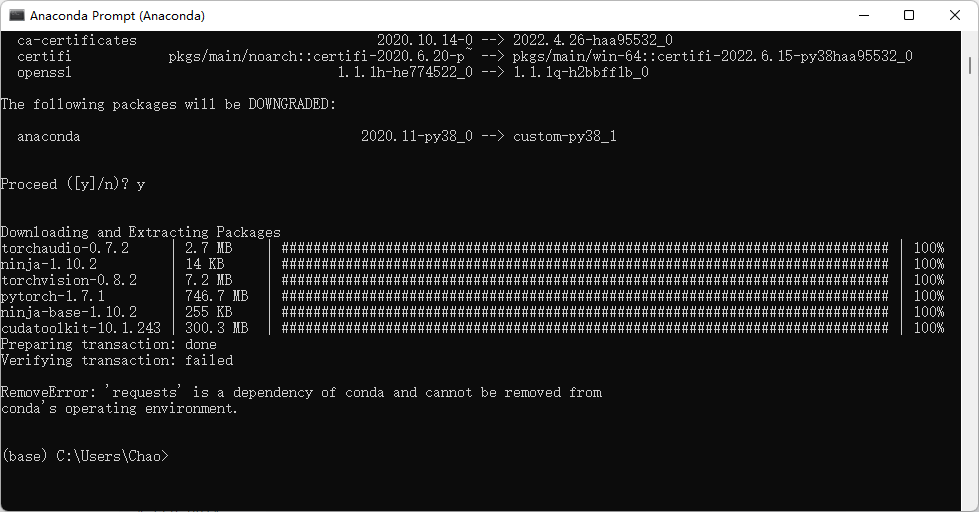 Anaconda Prompt (Anaconda)
ca-certificates 2020.10.14-0 --> 2022.4.26-haa95532_0
certifi pkgs/main/noarch::certifi-2020.6.20-p~ --> pkgs/main/win-64::certifi-2022.6.15-py38haa95532_0
openssl 1.1.1h-he774522_0 --> 1.1.1q-h2bbff1b_0
The following packages will be DOWNGRADED:
anaconda 2020.11-py38_0 --> custom-py38_1
Proceed ([y]/n)? y
Downloading and Extracting Packages
torchaudio-0.7.2 | 2.7 MB | ############################################################################ | 100%
ninja-1.10.2 | 14 KB | ############################################################################ | 100%
torchvision-0.8.2 | 7.2 MB | ############################################################################ | 100%
pytorch-1.7.1 | 746.7 MB | ############################################################################ | 100%
ninja-base-1.10.2 | 255 KB | ############################################################################ | 100%
cudatoolkit-10.1.243 | 300.3 MB | ############################################################################ | 100%
Preparing transaction: done
Verifying transaction: failed
RemoveError: 'requests' is a dependency of conda and cannot be removed from
conda's operating environment.
(base) C:\Users\Chao>